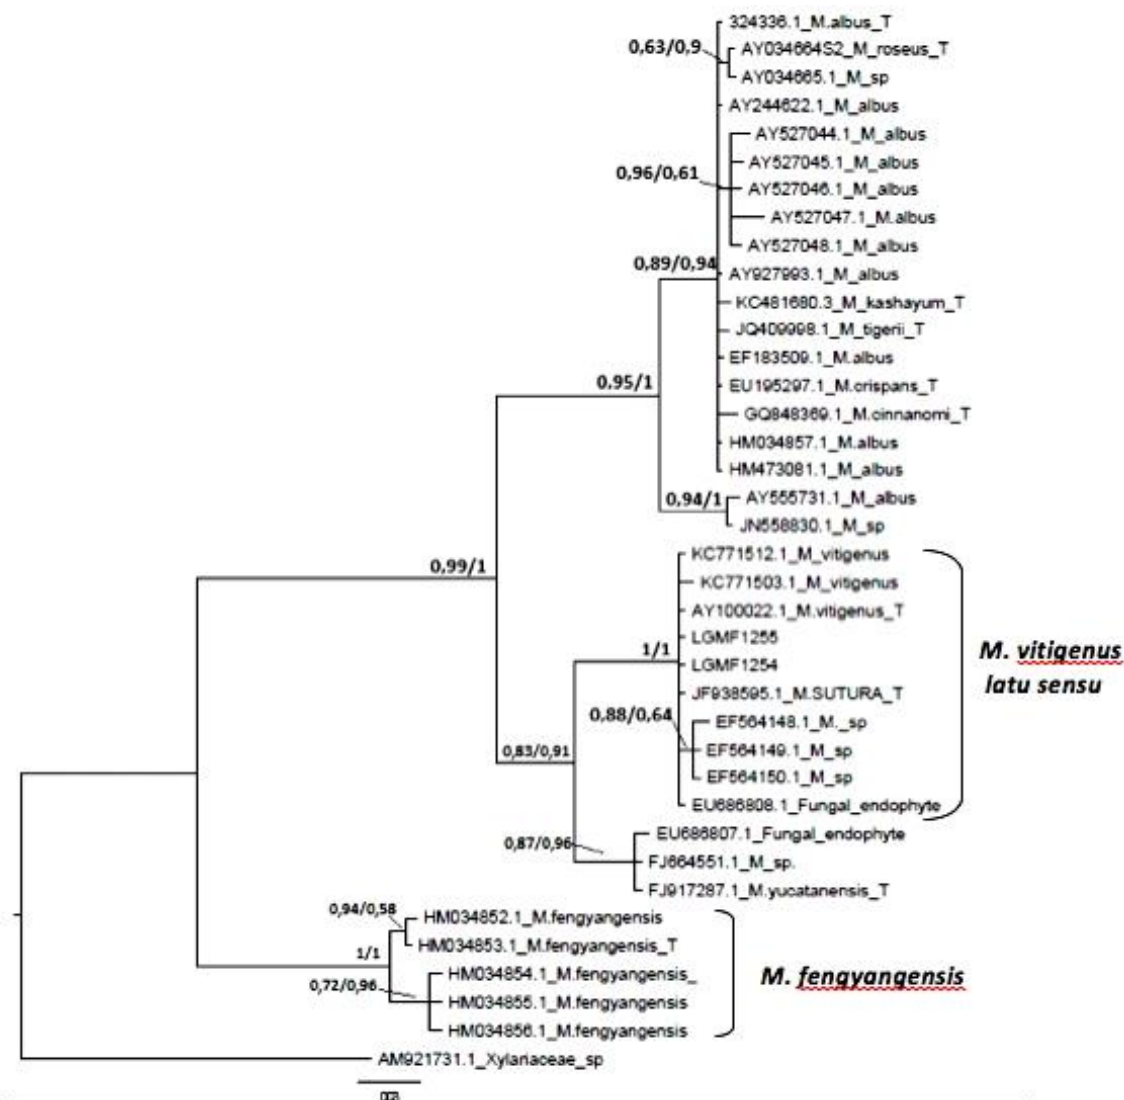 324336.1_M.albus_T
0,63/0,9
AY034664S2_M_roseus_T
AY034665.1_M_sp
AY244622.1_M_albus
AY527044.1_M_albus
AY527045.1_M_albus
0,96/0,61
AY527046.1_M_albus
AY527047.1_M.albus
AY527048.1_M_albus
0,89/0,94
AY927993.1_M_albus
KC481680.3_M_kashayum_T
JQ409998.1_M_tigerii_T
EF183509.1_M.albus
0.95/1
EU195297.1_M.crispans_T
GQ848369.1_M.cinnanomi_T
HM034857.1_M.albus
HM473081.1_M_albus
0,94/1
AY555731.1_M_albus
JN558830.1_M_sp
KC771512.1_M_vitigenus
0,99/1
KC771503.1_M_vitigenus
AY100022.1_M.vitigenus_T
LGMF1255
1/1
LGMF1254
M. vitigenus
latu sensu
JF938595.1_M.SUTURA_T
0,88/0,64
EF564148.1_M._sp
0,83/0,91
EF564149.1_M_sp
EF564150.1_M_sp
EU686808.1_Fungal_endophyte
EU686807.1_Fungal_endophyte
0,87/0,96
FJ664551.1_M_sp.
FJ917287.1_M.yucatanensis_T
0,94/0,58
HM034852.1_M.fengyangensis
HM034853.1_M.fengyangensis_T
1/1
HM034854.1_M.fengyangensis_
M. fengyangensis
0,72/0,96
HM034855.1_M.fengyangensis
HM034856.1_M.fengyangensis
AM921731.1_Xylariaceae_sp